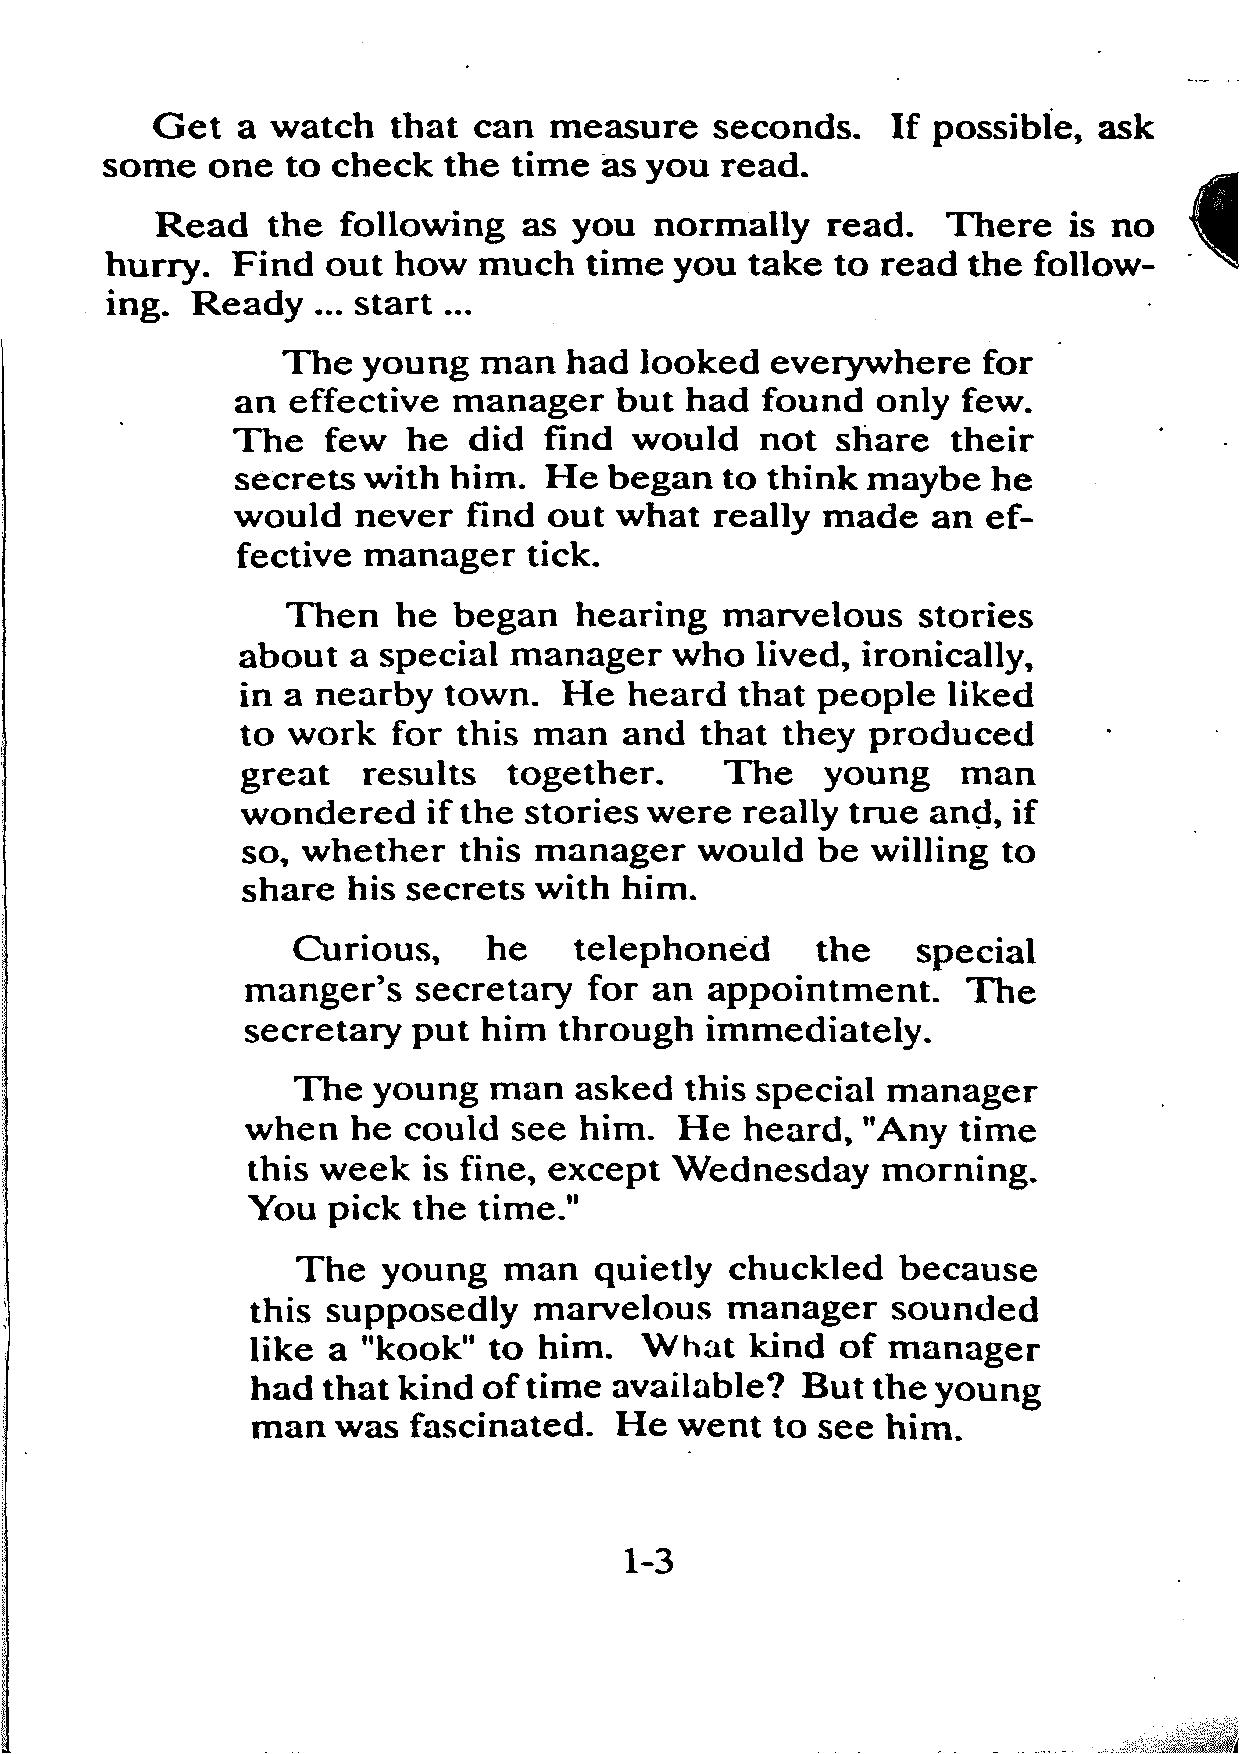 Get a watch that can measure seconds. If possible, ask
some one to check the time as you read.
Read the following as you normally read. There is no
hurry. Find out how much time you take to read the follow-
ing. Ready ... start ...
The young man had looked everywhere for
an effective manager but had found only few.
The few he did find would not share their
secrets with him. He began to think maybe he
would never find out what really made an ef-
fective manager tick.
Then he began hearing marvelous stories
about a special manager who lived, ironically,
in a nearby town. He heard that people liked
to work for this man and that they produced
great results together. The young man
wondered if the stories were really true and, if
so, whether this manager would be willing to
share his secrets with him.
Curious, he telephoned the special
manger's secretary for an appointment. The
secretary put him through immediately.
The young man asked this special manager
when he could see him. He heard, "Any time
this week is fine, except Wednesday morning.
You pick the time."
The young man quietly chuckled because
this supposedly marvelous manager sounded
like a "kook" to him. What kind of manager
had that kind of time available? But the young
man was fascinated. He went to see him.
1-3